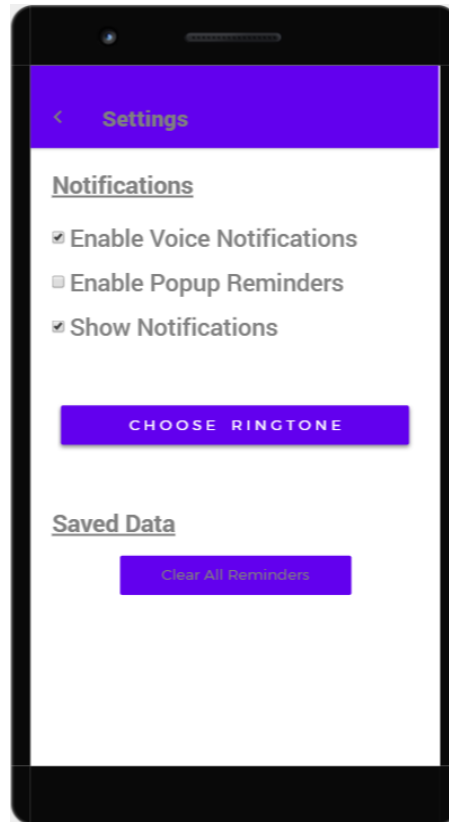 Settings
Notifications
Enable Voice Notifications
Enable Popup Reminders
Show Notifications
CHOOSE RINGTONE
Saved Data
Clear All Reminders